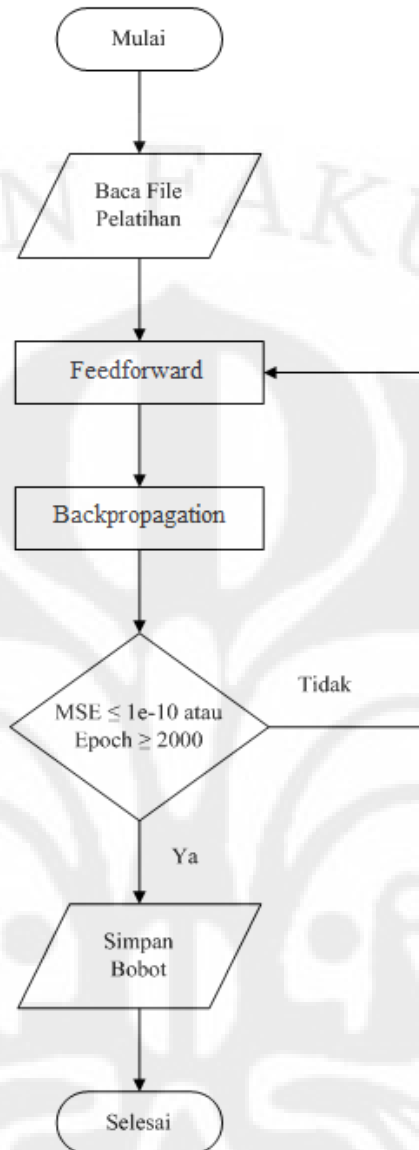 Mulai
Baca File
Pelatihan
Feedforward
Backpropagation
MSE ≤ 1e-10 atau
Epoch ≥ 2000
Tidak
Ya
Simpan
Bobot
Selesai